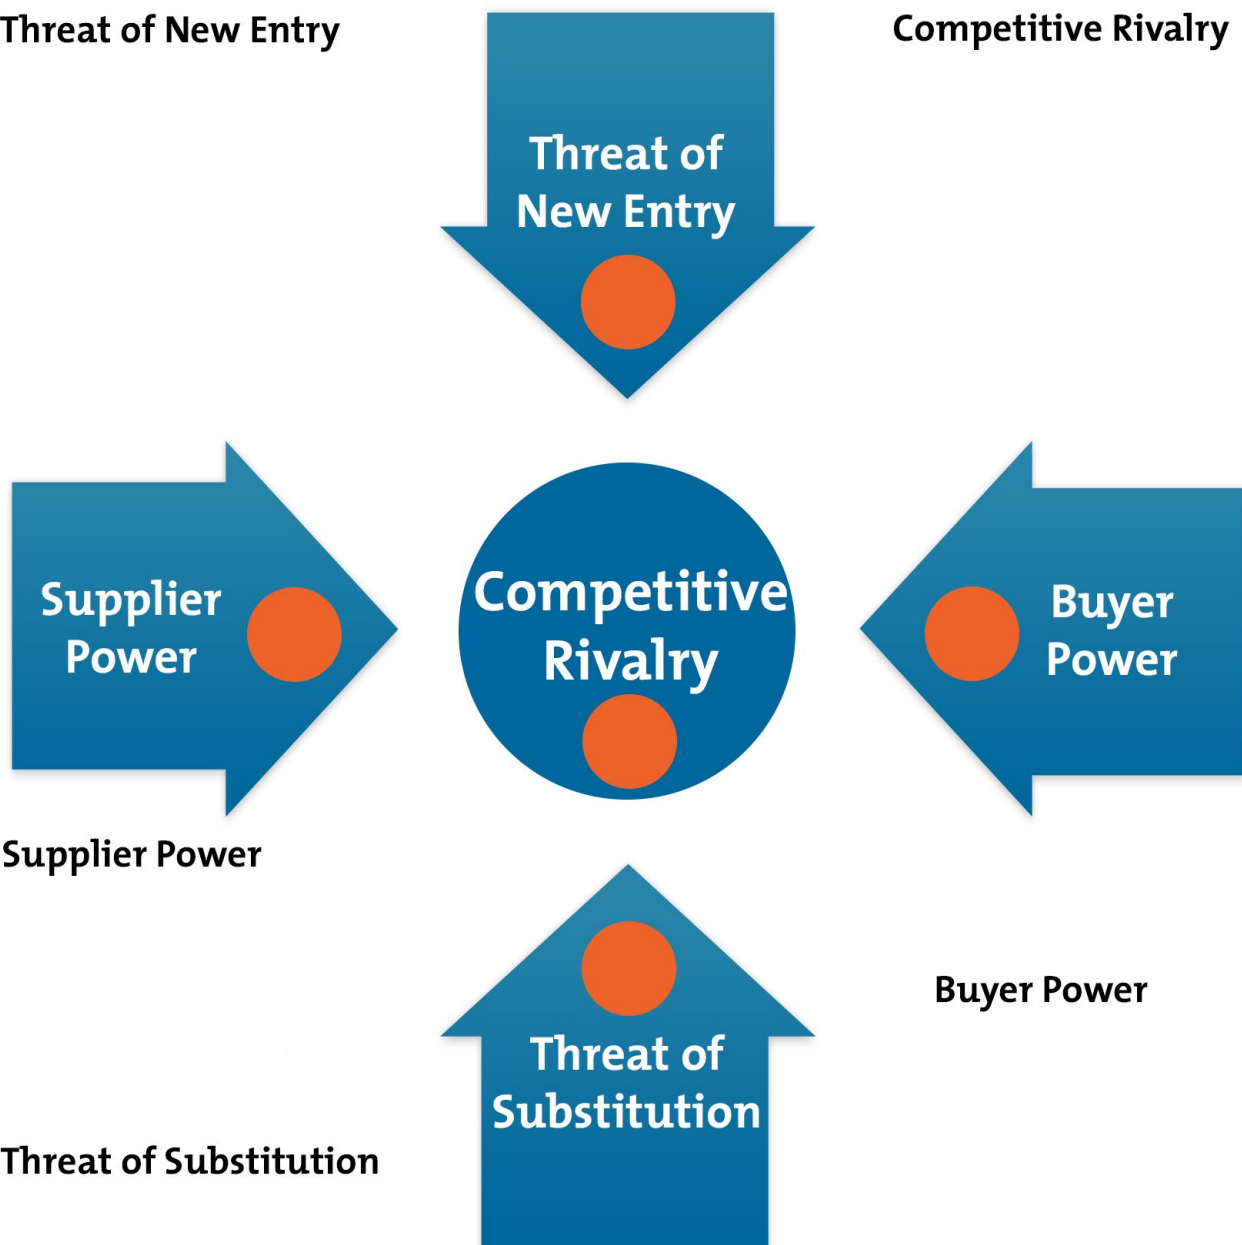 Threat of New Entry
Competitive Rivalry
Threat of
New Entry
Supplier
Power
Competitive
Rivalry
Buyer
Power
Supplier Power
Buyer Power
Threat of
Substitution
Threat of Substitution